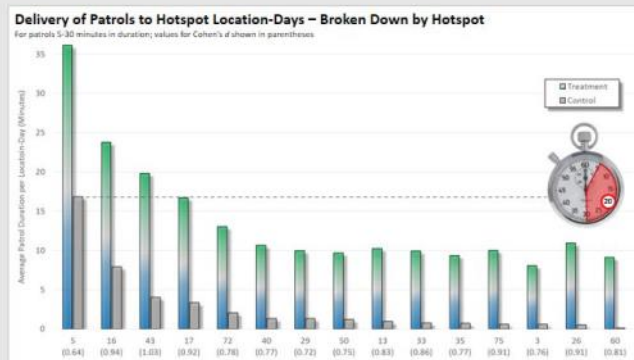 Delivery of Patrols to Hotspot Location-Days – Broken Down by Hotspot
For patrols 5-30 minutes in duration; values for Cohen's d shown in parentheses
Average Patrol Duration per Locatoin-Day (Minutes)
35
30
25
20
15
10
5
0
Treatment
Control
60
20
5 16 43 17 72 40 29 50 13 33 35 75 3 26 60
(0.64) (0.94) (1.03) (0.92) (0.78) (0.77) (0.72) (0.75) (0.83) (0.86) (0.77) (0.91) (0.76) (0.91) (0.81)